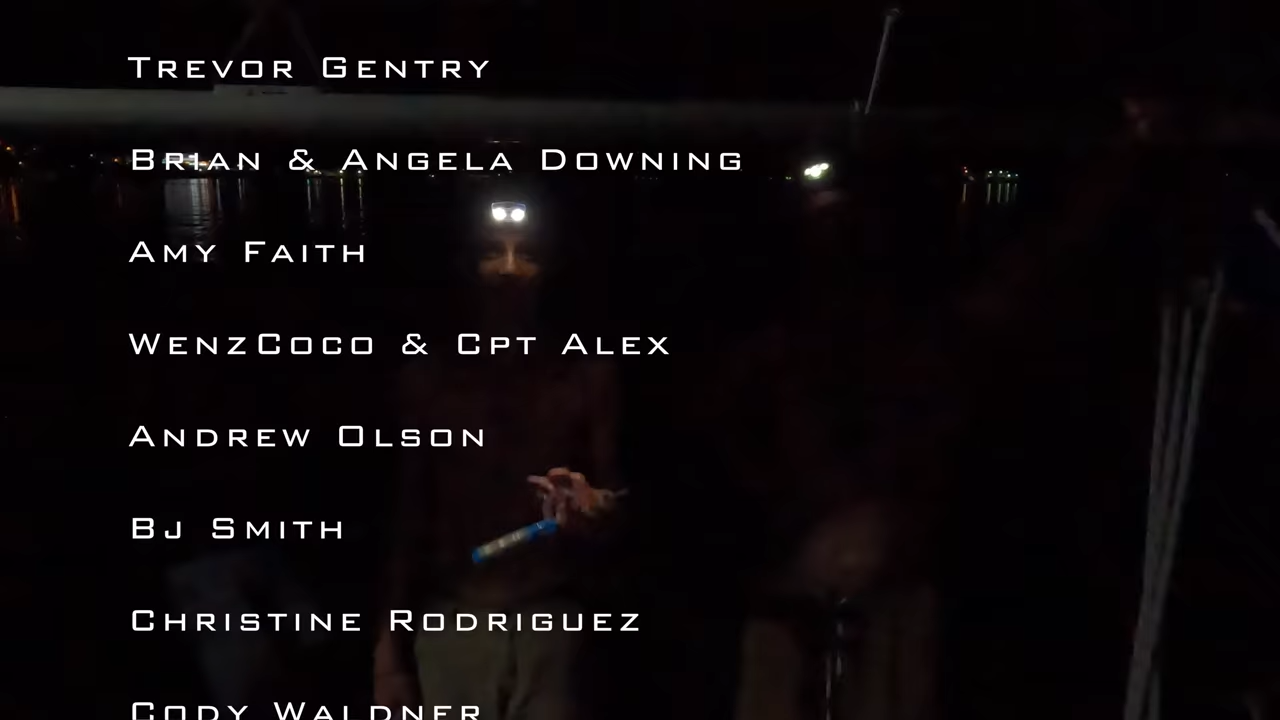 Trevor Gentry
Brian & Angela Downing
Amy Faith
WenzCoco & Cpt Alex
Andrew Olson
BJ Smith
Christine Rodriguez
Cody Waldner